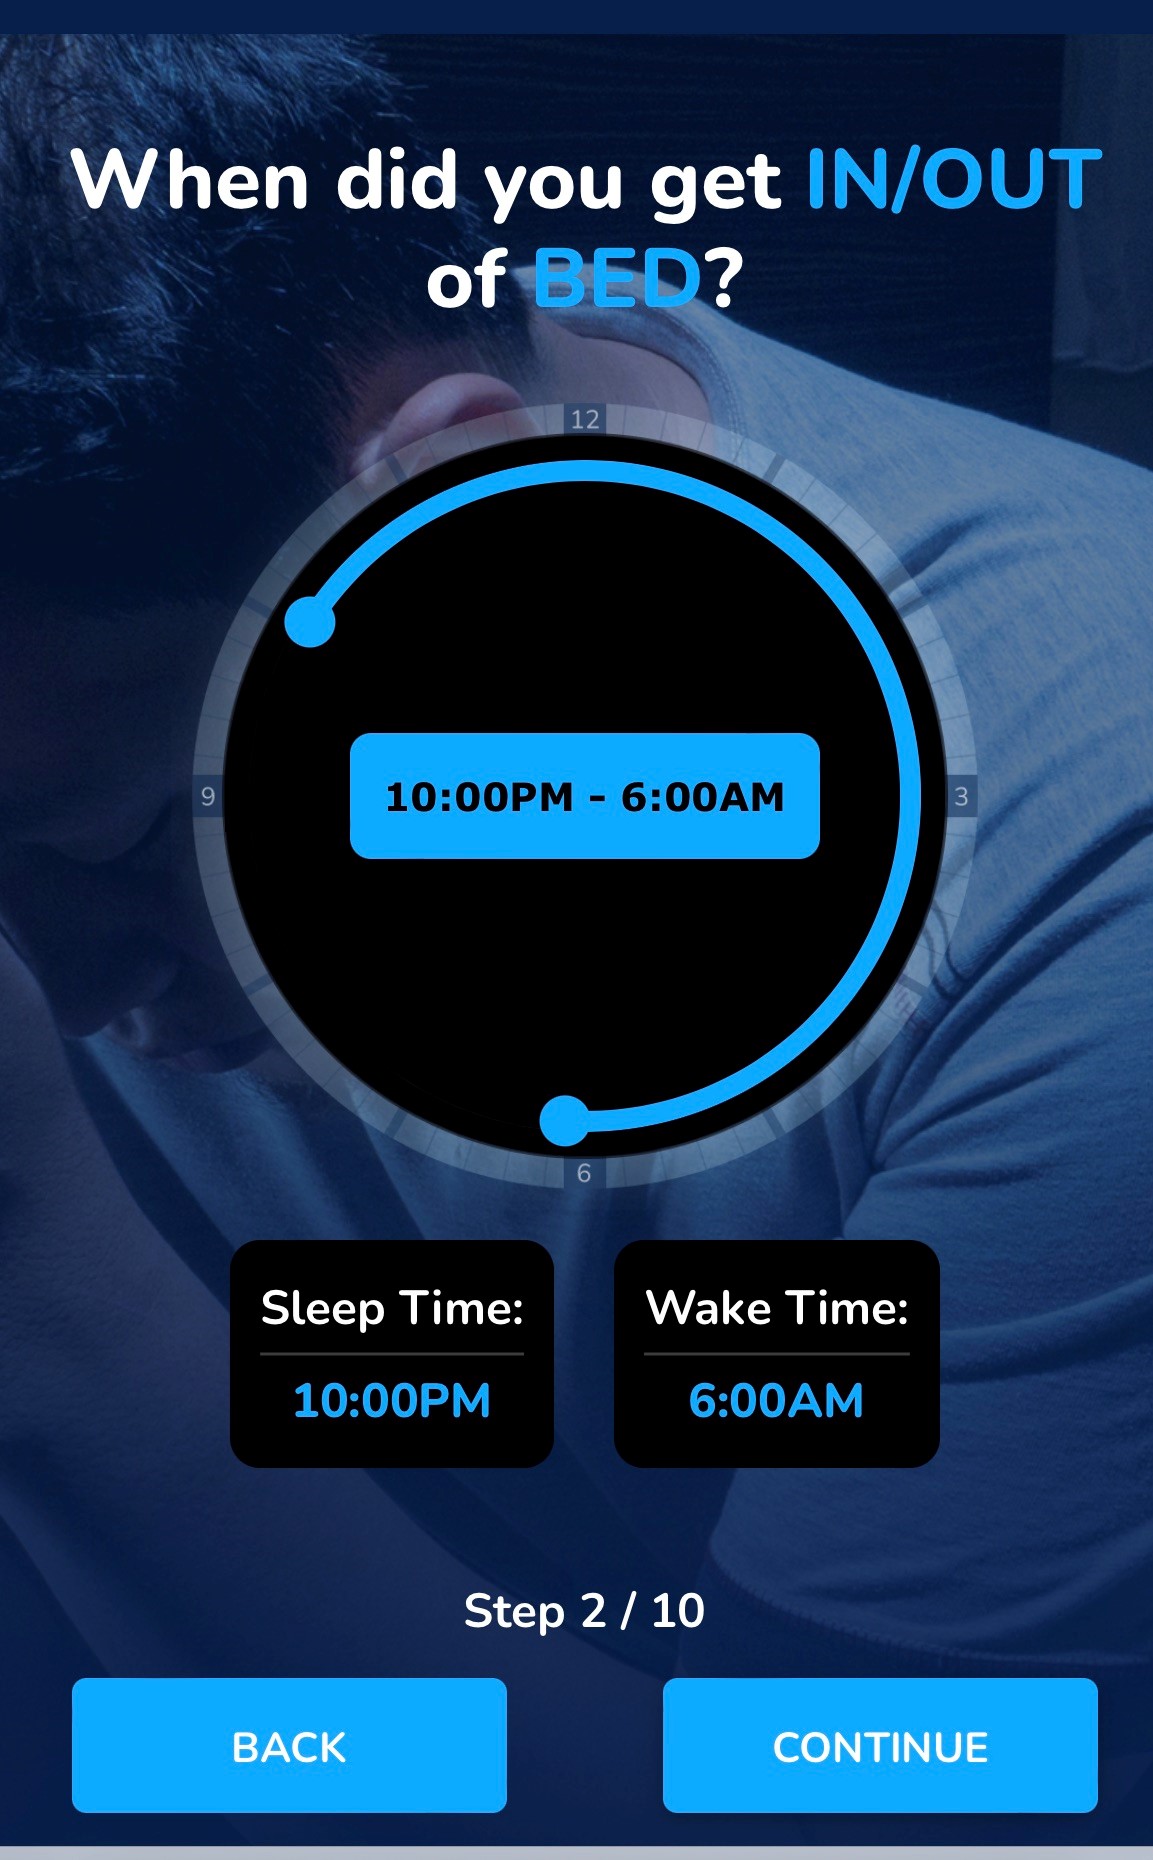 When did you get IN/OUT
of BED?
12
9
10:00PM - 6:00AM
3
6
Sleep Time:
10:00PM
Wake Time:
6:00AM
Step 2 / 10
BACK
CONTINUE